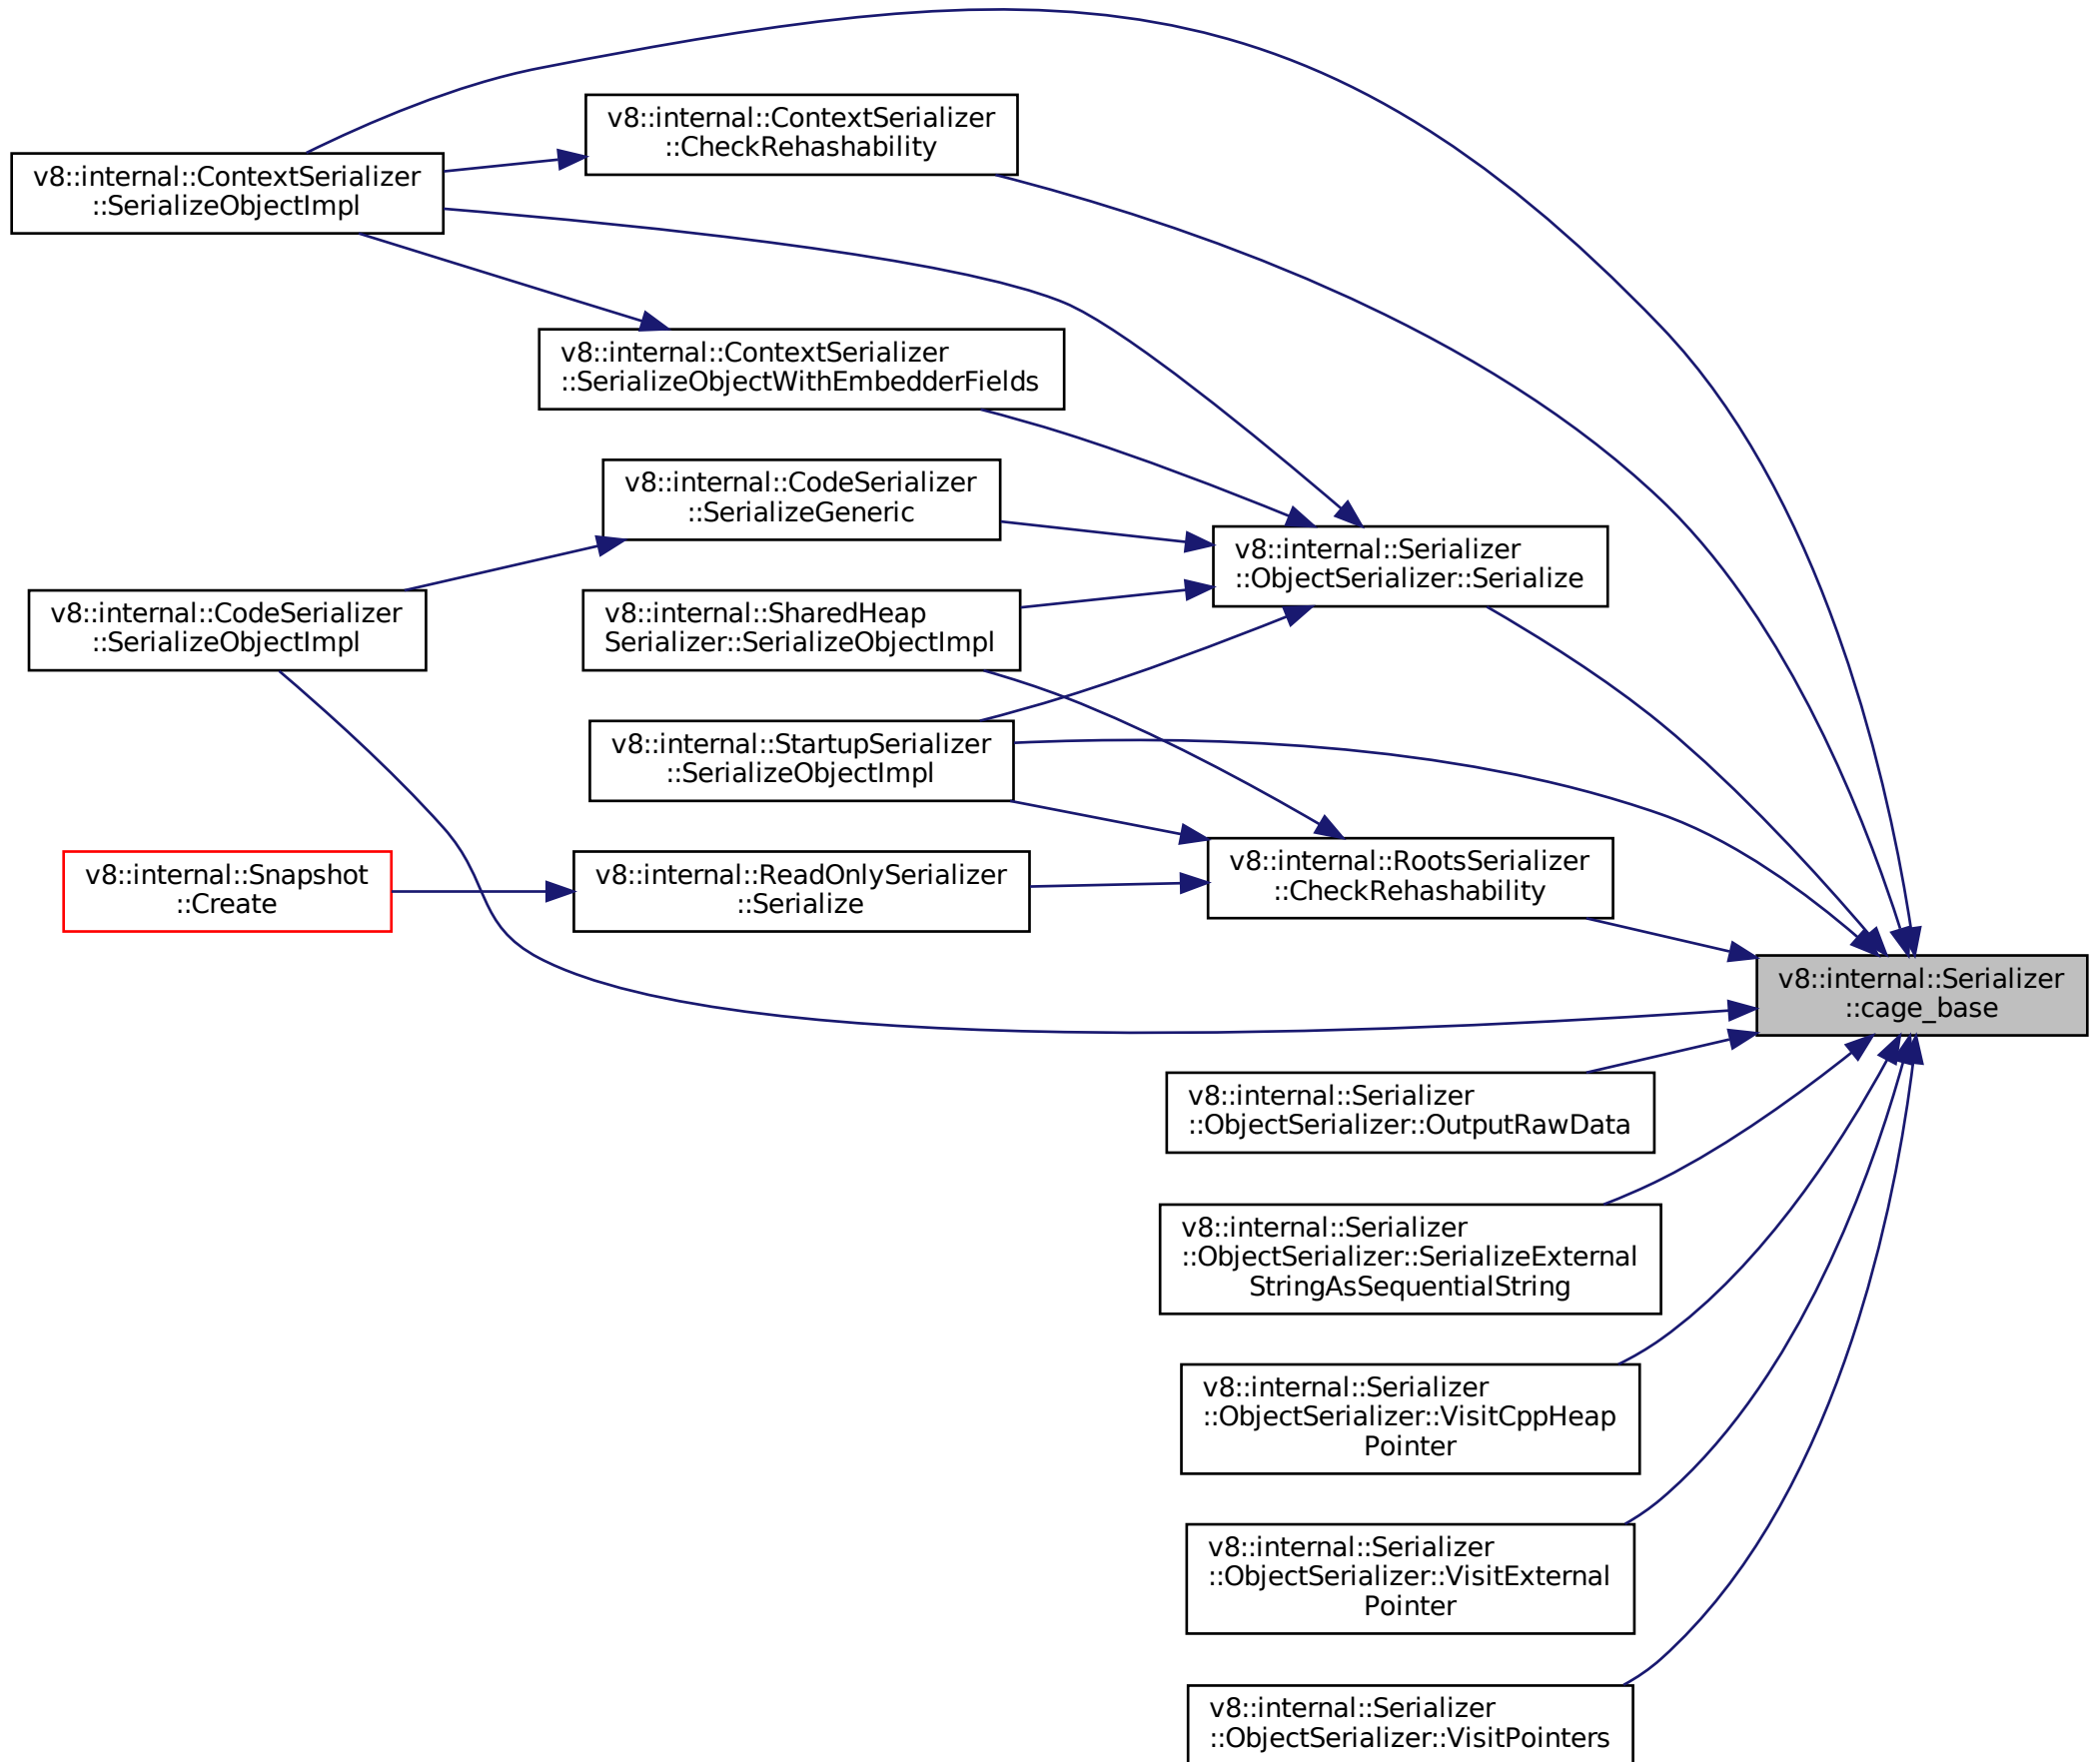 v8::internal::ContextSerializer
::CheckRehashability
v8::internal::ContextSerializer
::SerializeObjectImpl
v8::internal::ContextSerializer
::SerializeObjectWithEmbedderFields
v8::internal::CodeSerializer
::SerializeGeneric
v8::internal::Serializer
::ObjectSerializer::Serialize
v8::internal::CodeSerializer
::SerializeObjectImpl
v8::internal::SharedHeap
Serializer::SerializeObjectImpl
v8::internal::StartupSerializer
::SerializeObjectImpl
v8::internal::Snapshot
::Create
v8::internal::ReadOnlySerializer
::Serialize
v8::internal::RootsSerializer
::CheckRehashability
v8::internal::Serializer
::cage_base
v8::internal::Serializer
::ObjectSerializer::OutputRawData
v8::internal::Serializer
::ObjectSerializer::SerializeExternal
StringAsSequentialString
v8::internal::Serializer
::ObjectSerializer::VisitCppHeap
Pointer
v8::internal::Serializer
::ObjectSerializer::VisitExternal
Pointer
v8::internal::Serializer
::ObjectSerializer::VisitPointers